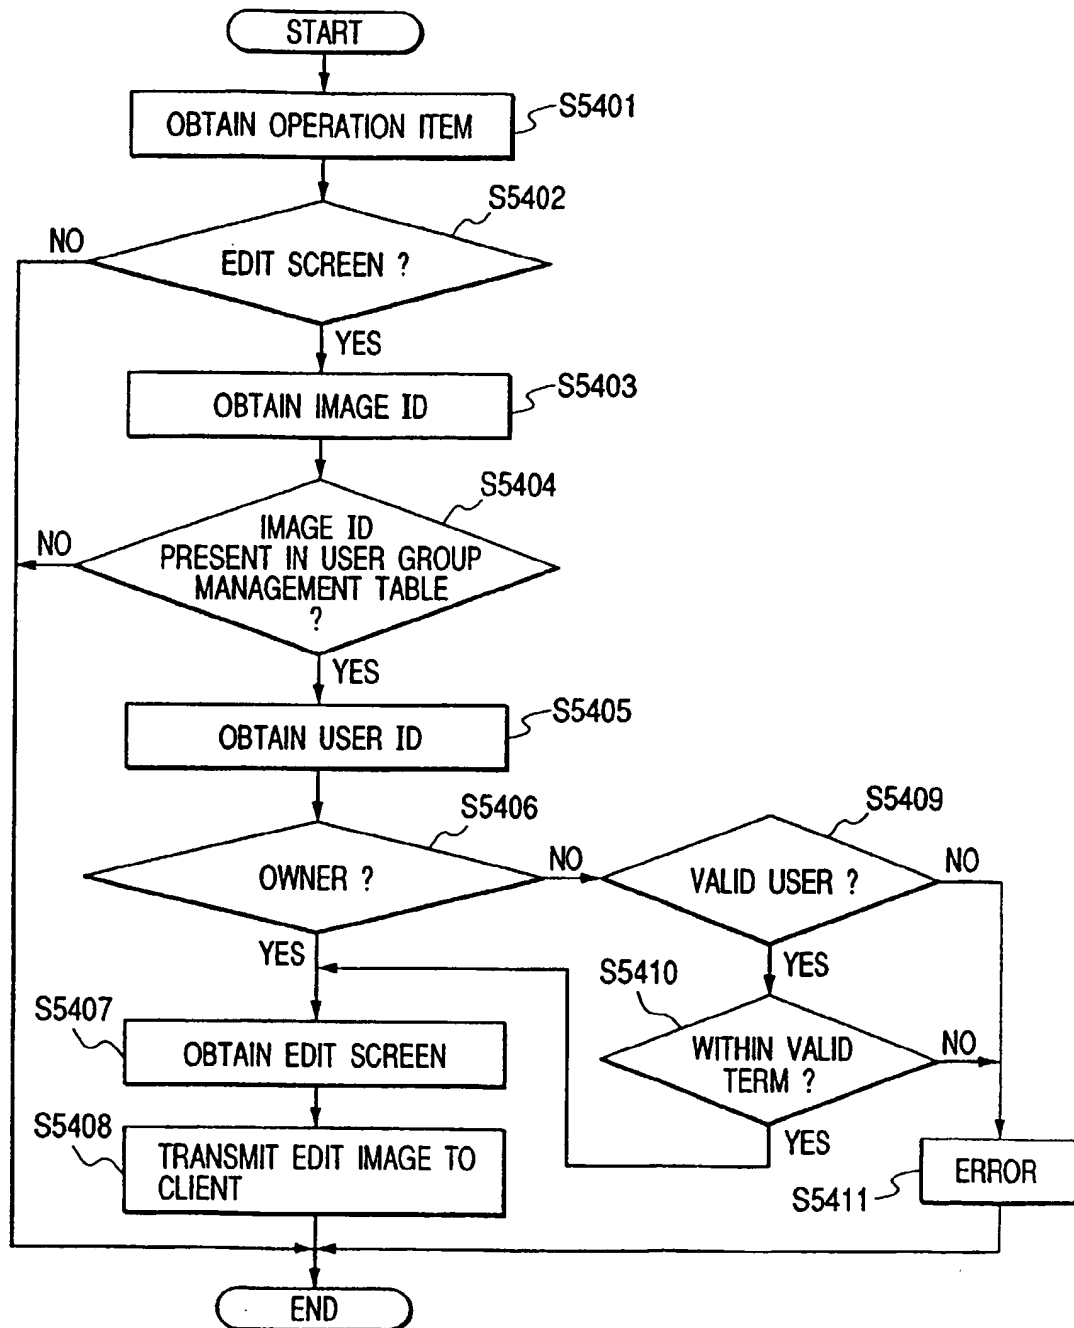 START
OBTAIN OPERATION ITEM
S5401
S5402
NO
EDIT SCREEN ?
YES
OBTAIN IMAGE ID
S5403
S5404
NO
IMAGE ID
PRESENT IN USER GROUP
MANAGEMENT TABLE
?
YES
S5405
OBTAIN USER ID
S5406
OWNER ?
NO
S5409
VALID USER ?
NO
YES
YES
S5410
WITHIN VALID
TERM ?
NO
YES
S5407
OBTAIN EDIT SCREEN
S5408
TRANSMIT EDIT IMAGE TO
CLIENT
ERROR
S5411
END